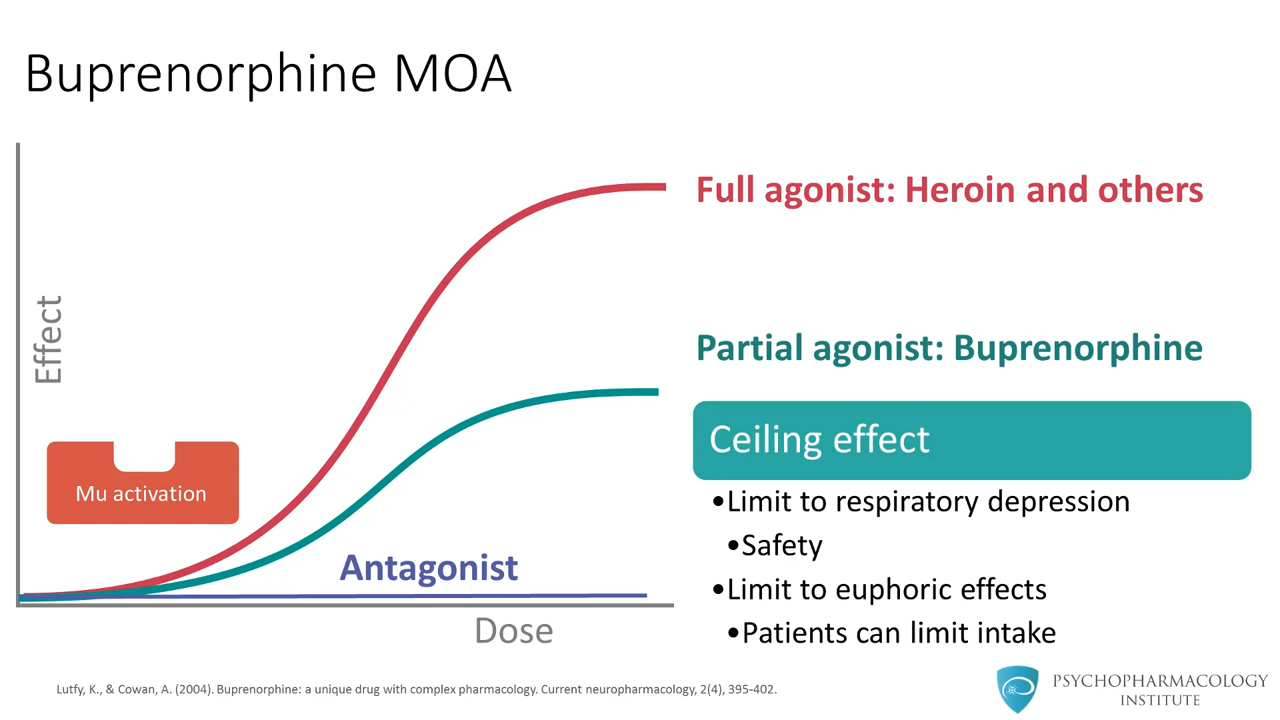 Buprenorphine MOA
Full agonist: Heroin and others
Effect
Partial agonist: Buprenorphine
Ceiling effect
Mu activation
•Limit to respiratory depression
•Safety
Antagonist
•Limit to euphoric effects
•Patients can limit intake
Dose
Lutfy, K., & Cowan, A. (2004). Buprenorphine: a unique drug with complex pharmacology. Current neuropharmacology, 2(4), 395-402.
PSYCHOPHARMACOLOGY
INSTITUTE